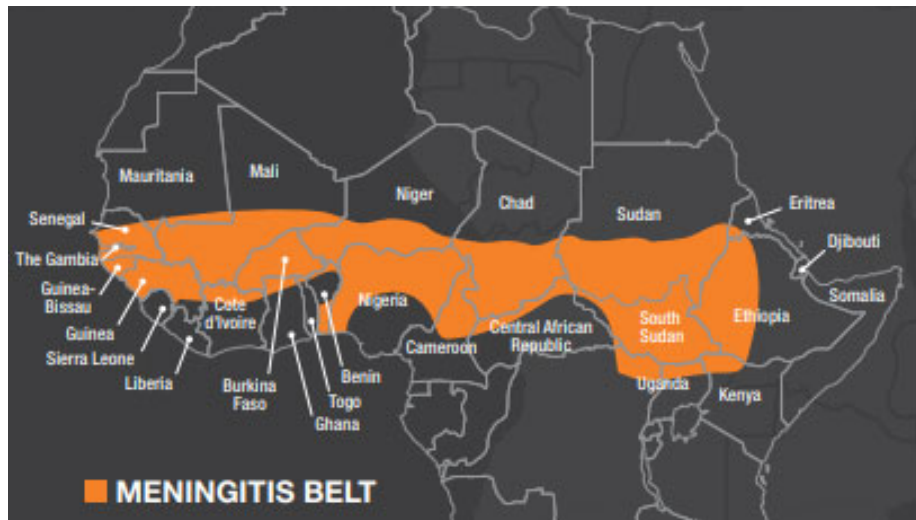 Mauritania
Mali
Niger
Chad
Sudan
Eritrea
Senegal
Djibouti
The Gambia
Somalia
Guinea-
Bissau
Nigeria
Cote
d'Ivoire
South
Sudan
Ethiopia
Guinea
Central African
Republic
Sierra Leone
Cameroon
Liberia
Burkina
Faso
Benin
Togo
Ghana
Uganda
Kenya
MENINGITIS BELT